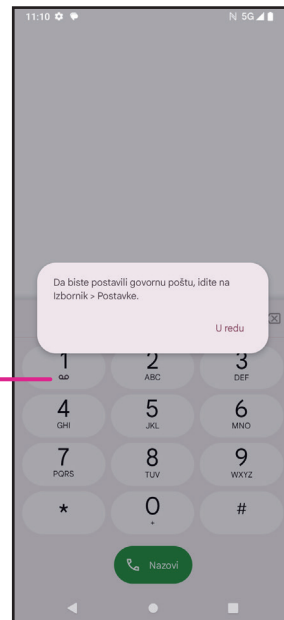 11:10
5G
Da biste postavili govornu poštu, idite na
Izbornik > Postavke.
U redu
1 2 3
ABC DEF
4 5 6
GHI JKL MNO
7 8 9
PQRS TUV WXYZ
* 0 #
+
Nazovi